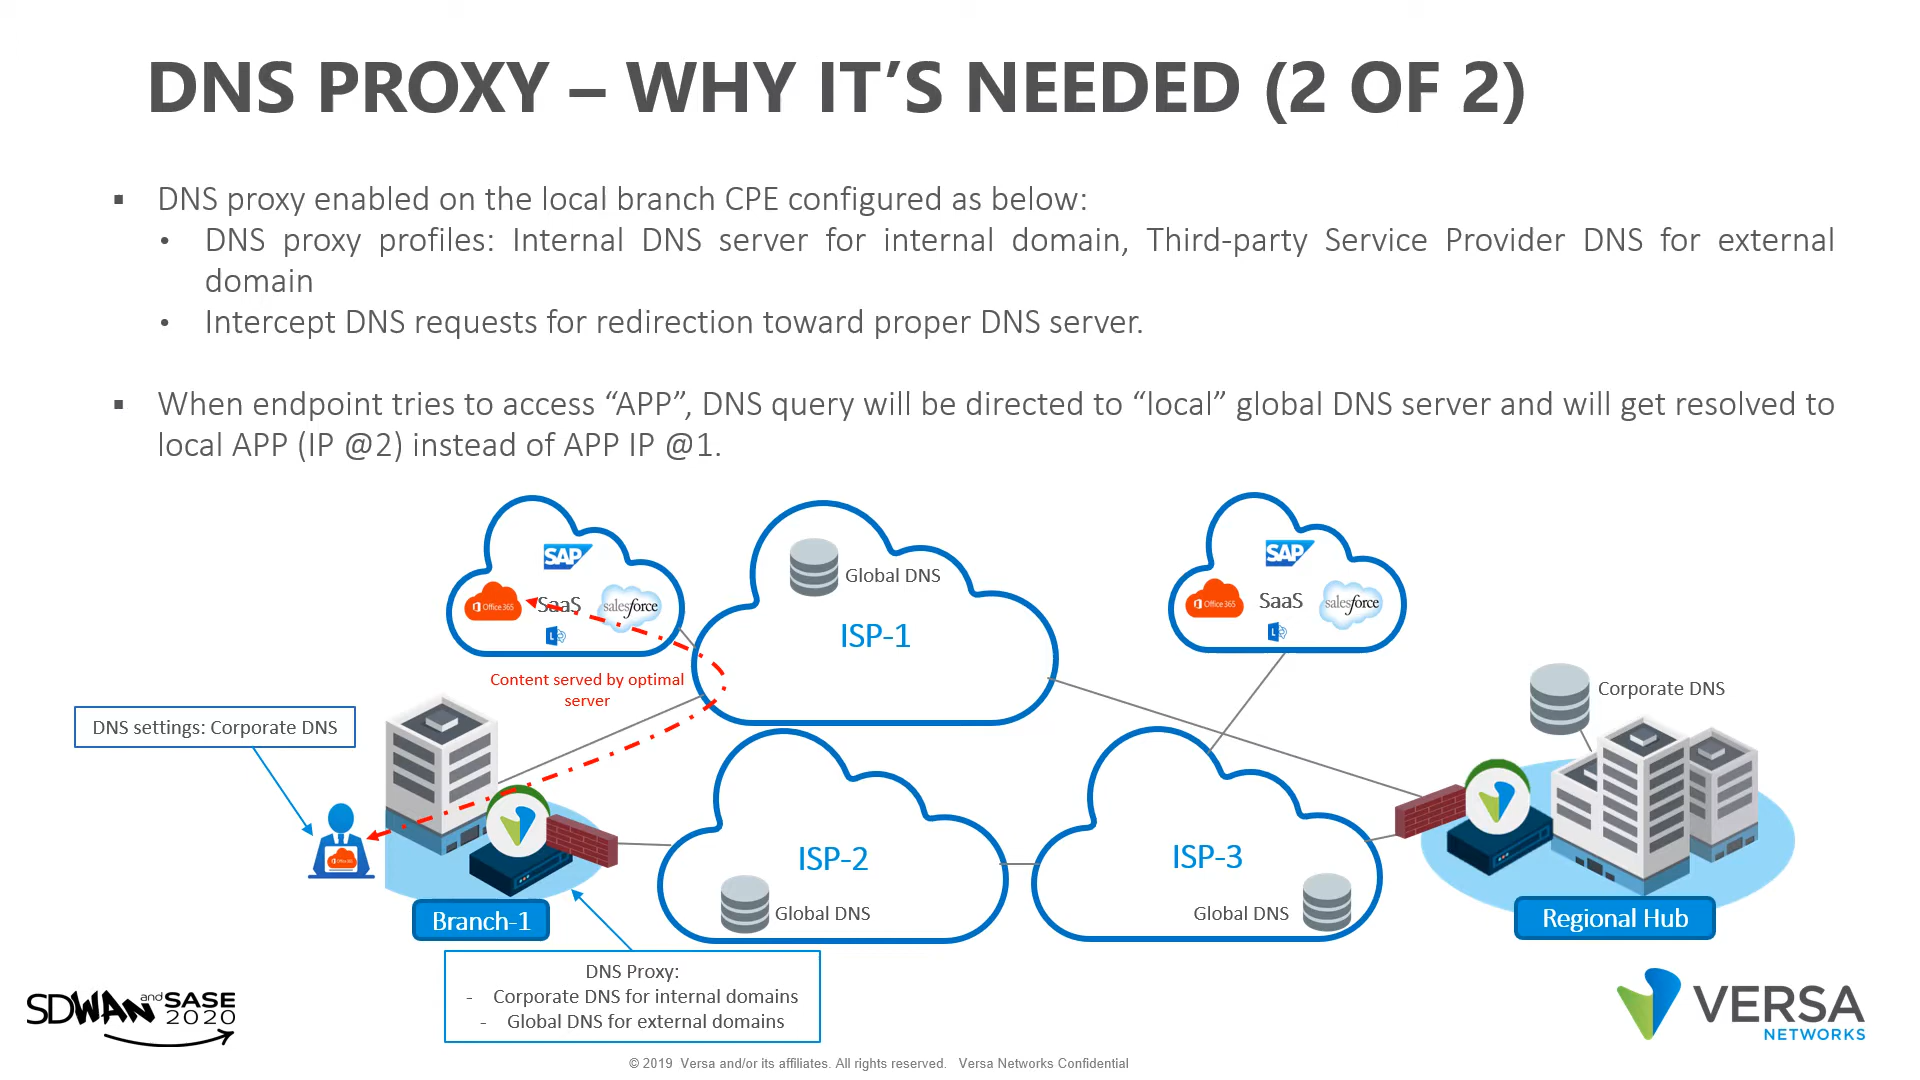 DNS PROXY – WHY IT’S NEEDED (2 OF 2)
▪ DNS proxy enabled on the local branch CPE configured as below:
• DNS proxy profiles: Internal DNS server for internal domain, Third-party Service Provider DNS for external
domain
• Intercept DNS requests for redirection toward proper DNS server.
▪ When endpoint tries to access “APP”, DNS query will be directed to “local” global DNS server and will get resolved to
local APP (IP @2) instead of APP IP @1.
SAP
Office 365
SaaS
salesforce
Global DNS
ISP-1
SAP
Office 365
SaaS
salesforce
Content served by optimal
server
Corporate DNS
DNS settings: Corporate DNS
Office 365
ISP-2
Global DNS
ISP-3
Global DNS
Branch-1
Regional Hub
DNS Proxy:
- Corporate DNS for internal domains
- Global DNS for external domains
SDWAN and SASE
2020
VERSA
NETWORKS
© 2019 Versa and/or its affiliates. All rights reserved. Versa Networks Confidential